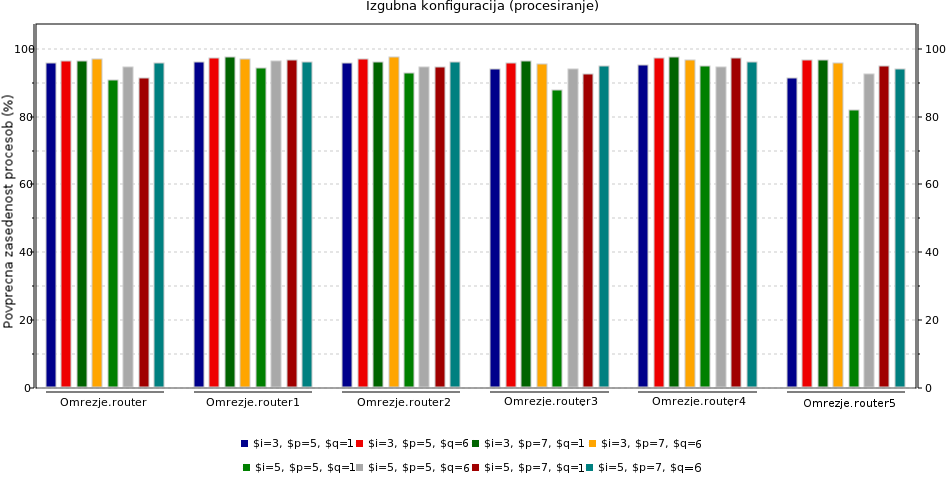 Izgubna konfiguracija (procesiranje)
Povprecna zasedenost procesob (%)
100 100
80 80
60 60
40 40
20 20
0 0
Omrezje.router Omrezje.router1 Omrezje.router2 Omrezje.router3 Omrezje.router4 Omrezje.router5
$i=3, $p=5, $q=1 $i=3, $p=5, $q=6 $i=3, $p=7, $q=1 $i=3, $p=7, $q=6
$i=5, $p=5, $q=1 $i=5, $p=5, $q=6 $i=5, $p=7, $q=1 $i=5, $p=7, $q=6